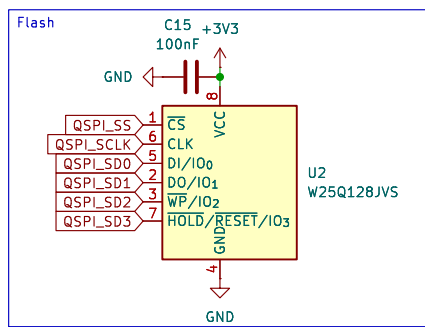 Flash
C15
100nF
+3V3
GND
8
VCC
QSPI_SS 1 CS
QSPI_SCLK 6 CLK
QSPI_SD0 5 DI/IO0
QSPI_SD1 2 DO/IO1
QSPI_SD2 3 WP/IO2
QSPI_SD3 7 HOLD/RESET/IO3
U2
W25Q128JVS
GND
4
GND